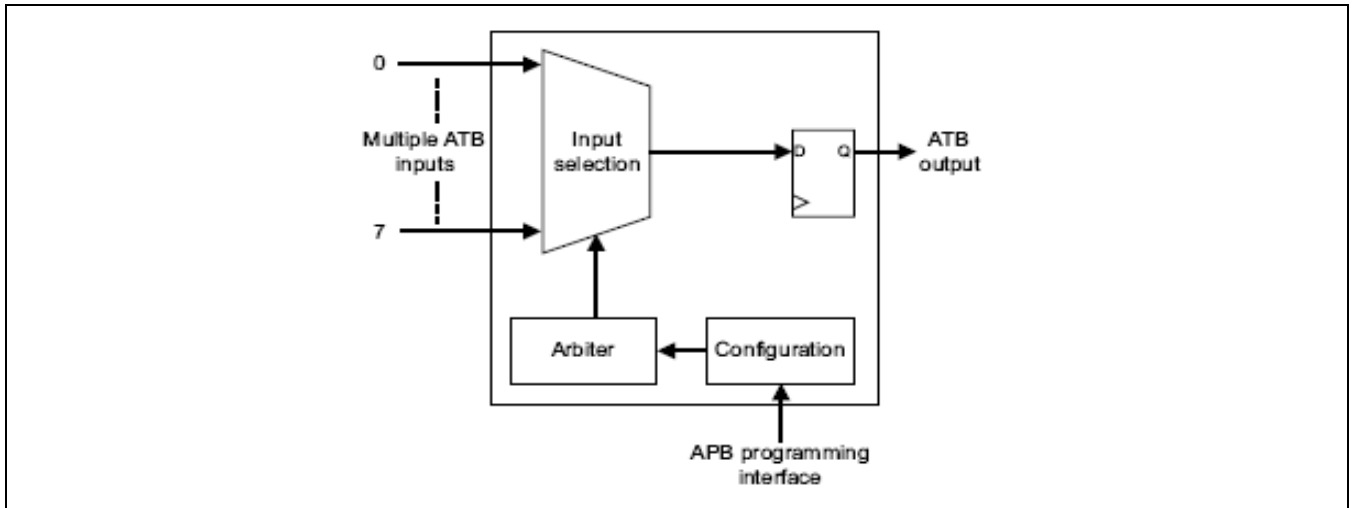 0
Multiple ATB
inputs
7
Input
selection
D
Q
ATB
output
Arbiter
Configuration
APB programming
interface